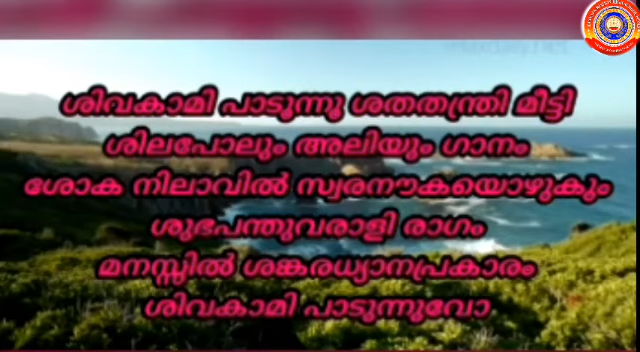 ശിവകാമി പാടൂന്നൂ ശതതന്ത്രി മീട്ടി
ശിലപോലും അലിയും ഗാനം
ശോക നിലാവിൽ സ്വരനൗകയൊഴുകും
ശുഭപന്തുവരാളി രാഗം
മനസ്സിൽ ശങ്കരധ്യാനപ്രകാരം
ശിവകാമി പാടുന്നുവോ